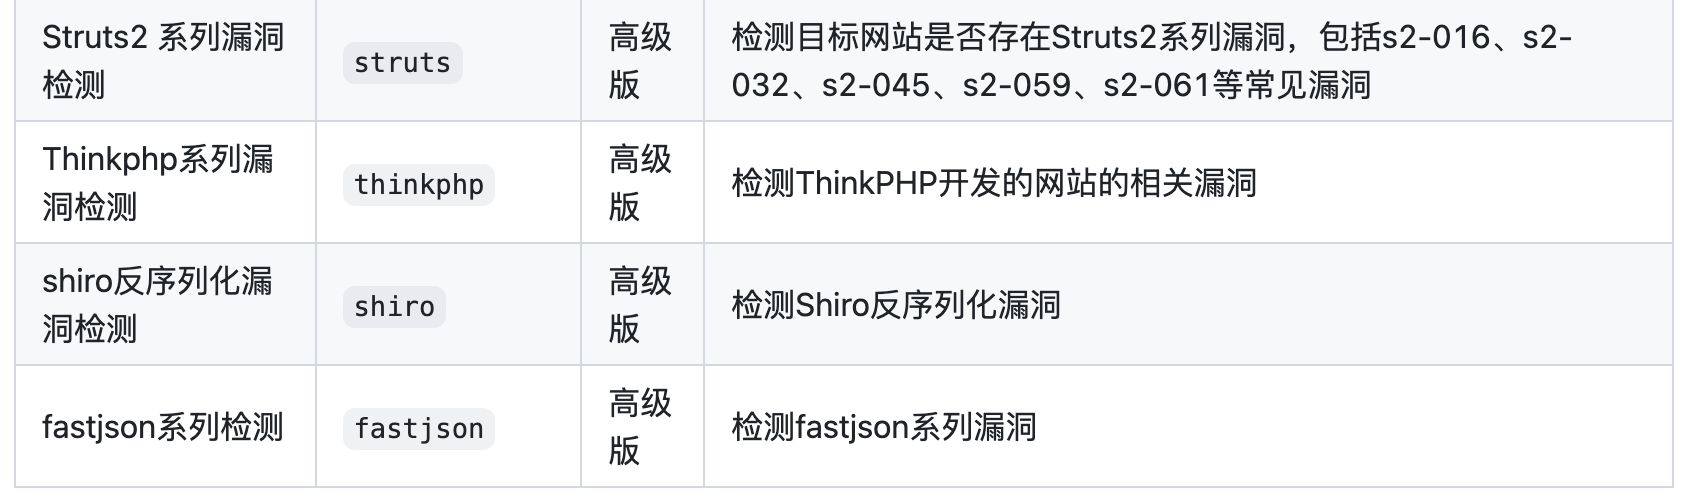 Struts2 系列漏洞
检测
struts
高级
版
检测目标网站是否存在Struts2系列漏洞，包括s2-016、s2-
032、s2-045、s2-059、s2-061等常见漏洞
Thinkphp系列漏
洞检测
thinkphp
高级
版
检测ThinkPHP开发的网站的相关漏洞
shiro反序列化漏
洞检测
shiro
高级
版
检测Shiro反序列化漏洞
fastjson系列检测
fastjson
高级
版
检测fastjson系列漏洞